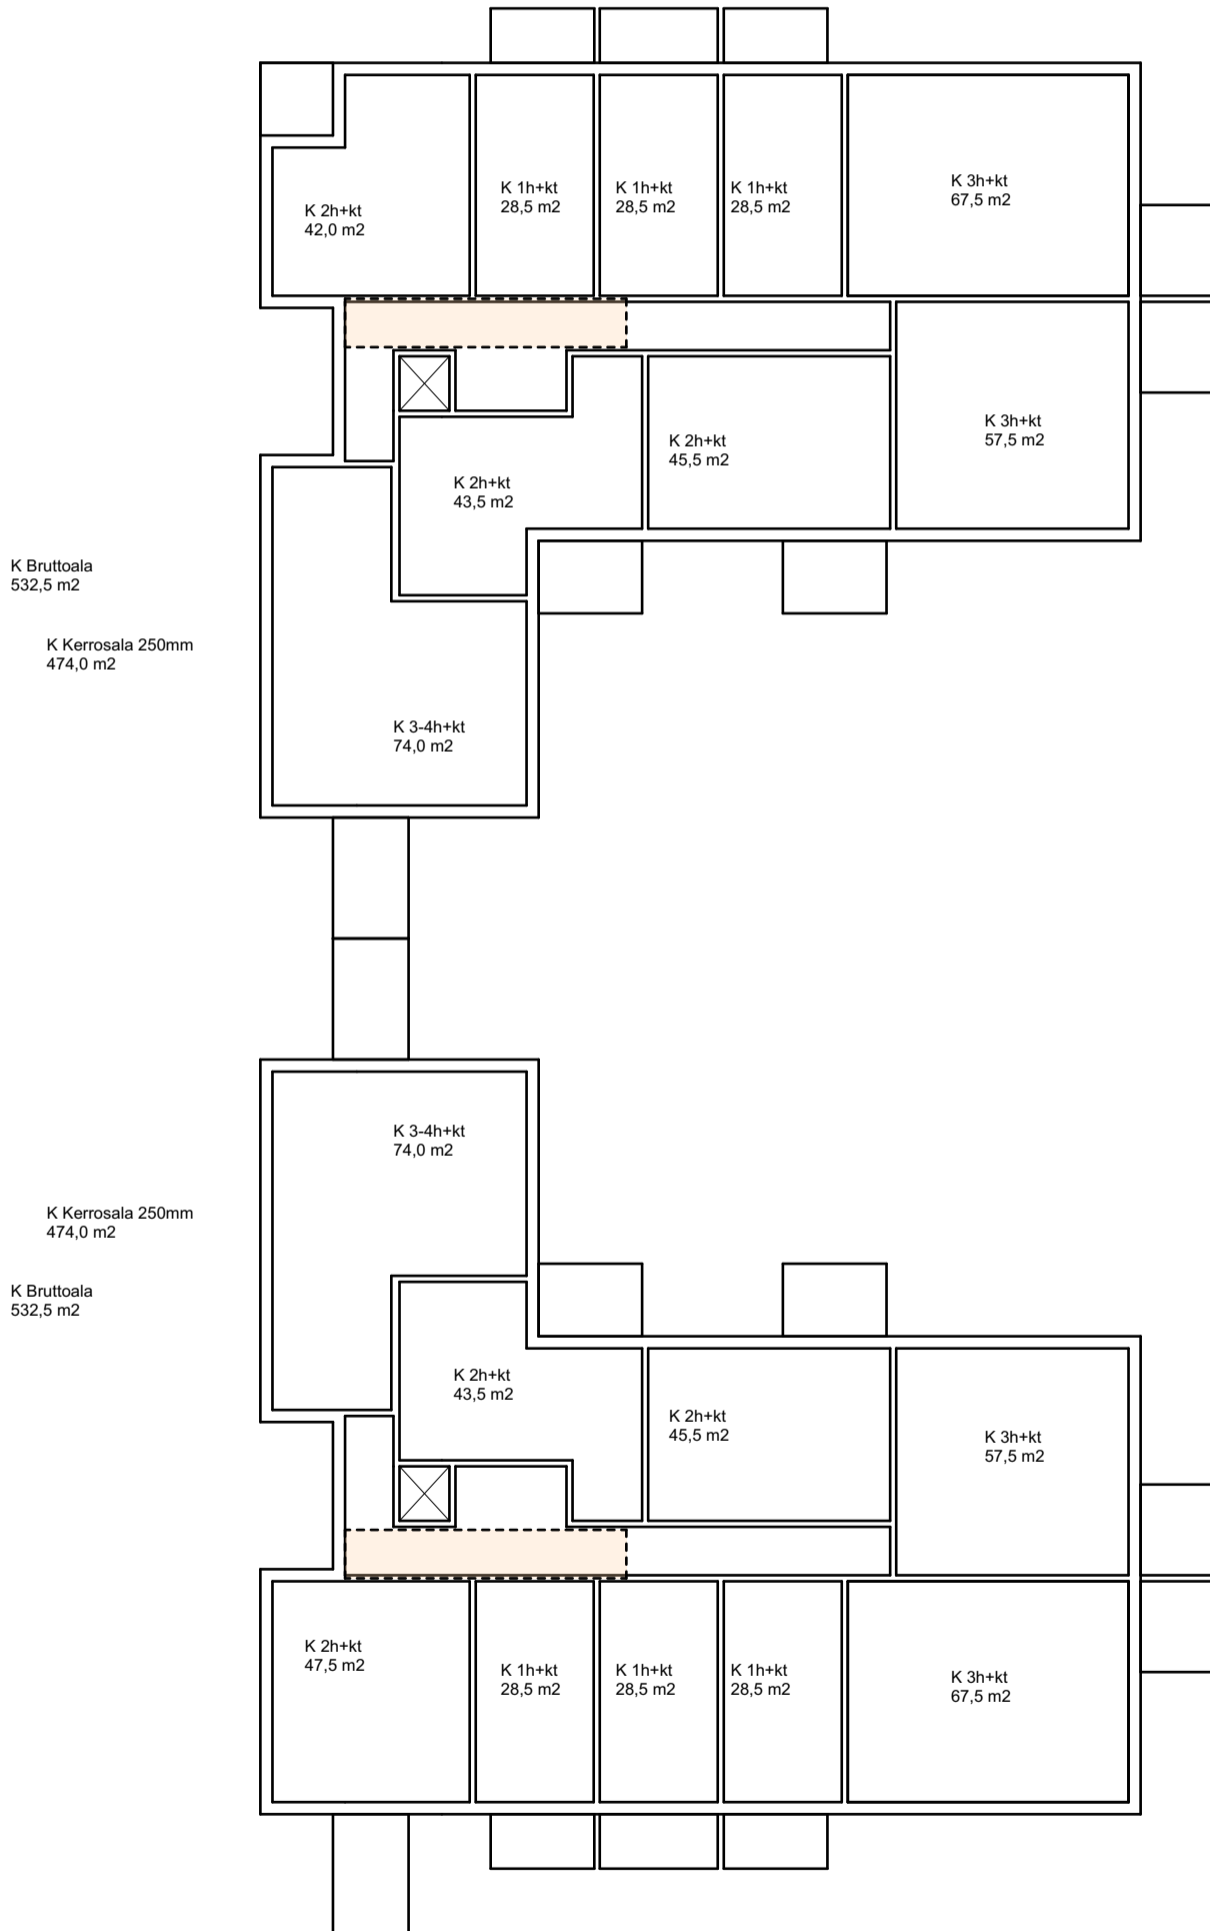 K 1h+kt
28,5 m2
K 1h+kt
28,5 m2
K 1h+kt
28,5 m2
K 3h+kt
67,5 m2
K 2h+kt
42,0 m2
K 3h+kt
57,5 m2
K 2h+kt
45,5 m2
K 2h+kt
43,5 m2
K Bruttoala
532,5 m2
K Kerrosala 250mm
474,0 m2
K 3-4h+kt
74,0 m2
K 3-4h+kt
74,0 m2
K Kerrosala 250mm
474,0 m2
K Bruttoala
532,5 m2
K 2h+kt
43,5 m2
K 2h+kt
45,5 m2
K 3h+kt
57,5 m2
K 2h+kt
47,5 m2
K 1h+kt
28,5 m2
K 1h+kt
28,5 m2
K 1h+kt
28,5 m2
K 3h+kt
67,5 m2